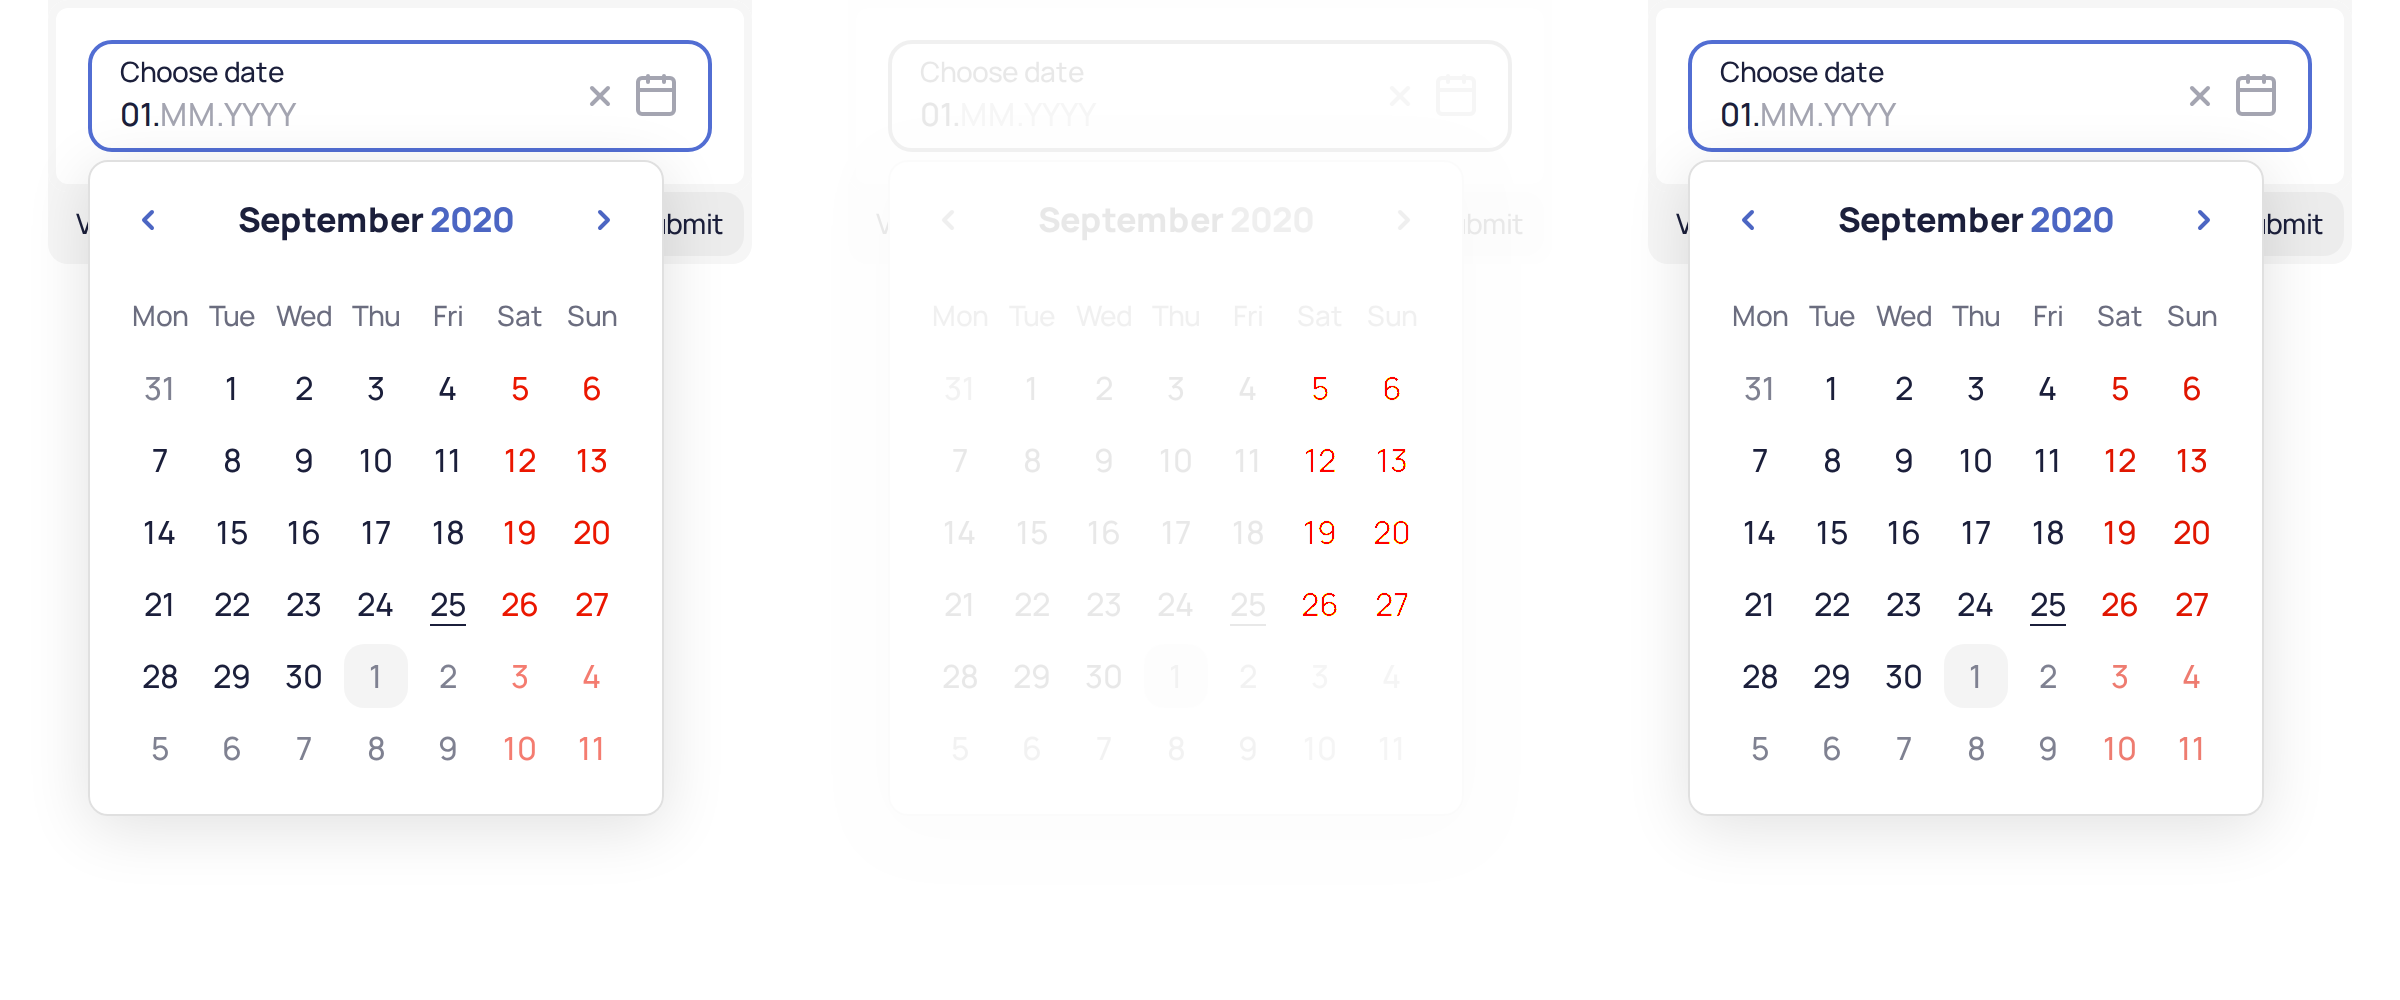 Choose date
01.MM.YYYY
September 2020
V
bmit
Mon Tue Wed Thu Fri Sat Sun
31 1 2 3 4 5 6
7 8 9 10 11 12 13
14 15 16 17 18 19 20
21 22 23 24 25 26 27
28 29 30 1 2 3 4
5 6 7 8 9 10 11
Choose date
01.MM.YYYY
September 2020
V
bmit
Mon Tue Wed Thu Fri Sat Sun
31 1 2 3 4 5 6
7 8 9 10 11 12 13
14 15 16 17 18 19 20
21 22 23 24 25 26 27
28 29 30 1 2 3 4
5 6 7 8 9 10 11
Choose date
01.MM.YYYY
September 2020
V
bmit
Mon Tue Wed Thu Fri Sat Sun
31 1 2 3 4 5 6
7 8 9 10 11 12 13
14 15 16 17 18 19 20
21 22 23 24 25 26 27
28 29 30 1 2 3 4
5 6 7 8 9 10 11